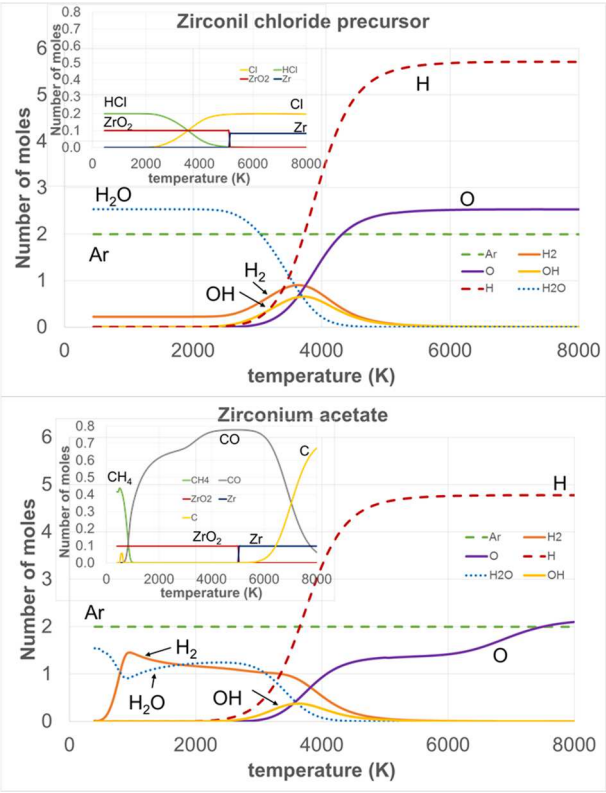 Zirconil chloride precursor
0.8
0.7
0.6
0.5
0.4
0.3
0.2
0.1
0.0
Number of moles
Cl HCl
ZrO2 Zr
HCl
Cl
ZrO₂
Zr
0 2000 4000 6000 8000
temperature (K)
6
5
4
3
2
1
0
Number of moles
H
H₂O
O
Ar
H₂
OH
Ar H2
O OH
H H2O
0 2000 4000 6000 8000
temperature (K)
Zirconium acetate
0.8
0.7
0.6
0.5
0.4
0.3
0.2
0.1
0.0
Number of moles
CO
C
CH₄
CH4 CO
ZrO2 Zr
C
ZrO₂ Zr
0 2000 4000 6000 8000
temperature (K)
6
5
4
3
2
1
0
Number of moles
H
Ar H2
O H
H2O OH
Ar
H₂
H₂O
OH
O
0 2000 4000 6000 8000
temperature (K)